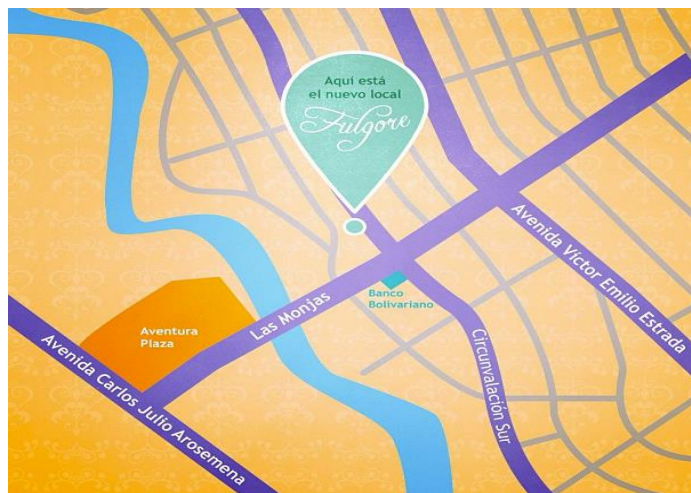 Aquí está
el nuevo local
Fulgore
Avenida Víctor Emilio Estrada
Banco
Bolivariano
Las Monjas
Aventura
Plaza
Circunvalación Sur
Avenida Carlos Julio Arosemena